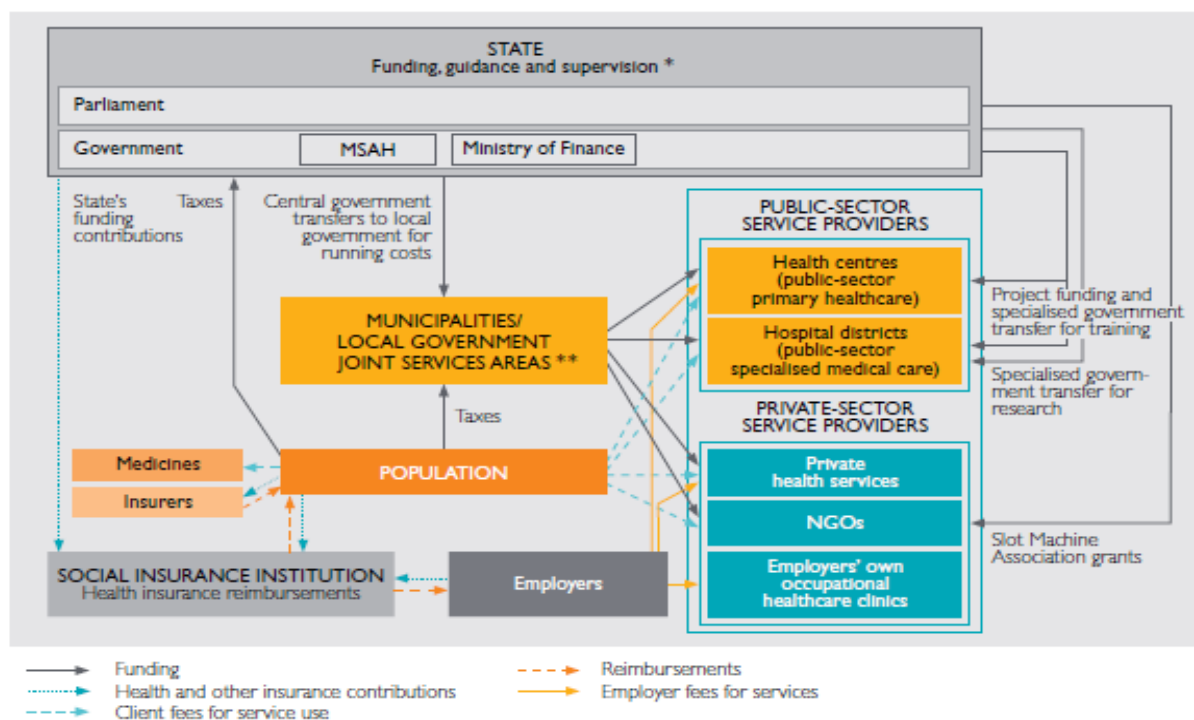 STATE
Funding, guidance and supervision *
Parliament
Government
MSAH
Ministry of Finance
State's
funding
contributions
Taxes
Central government
transfers to local
government for
running costs
PUBLIC-SECTOR
SERVICE PROVIDERS
Health centres
(public-sector
primary healthcare)
Hospital districts
(public-sector
specialised medical care)
Project funding and
specialised government
transfer for training
Specialised govern-
ment transfer for
research
MUNICIPALITIES/
LOCAL GOVERNMENT
JOINT SERVICES AREAS **
Taxes
PRIVATE-SECTOR
SERVICE PROVIDERS
Medicines
Insurers
POPULATION
Private
health services
NGOs
Slot Machine
Association grants
SOCIAL INSURANCE INSTITUTION
Health insurance reimbursements
Employers
Employers' own
occupational
healthcare clinics
Funding
Health and other insurance contributions
Client fees for service use
Reimbursements
Employer fees for services